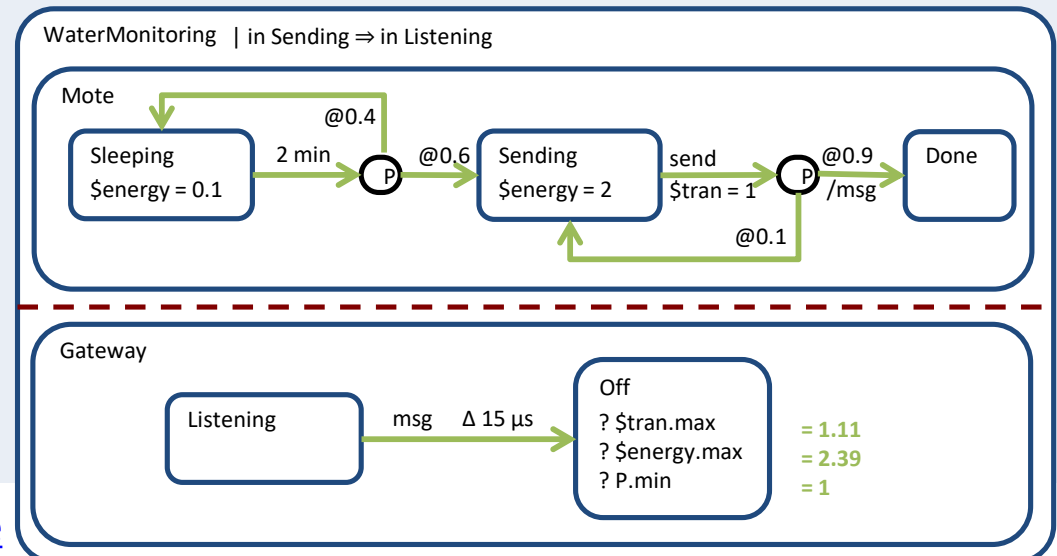 WaterMonitoring | in Sending ⇒ in Listening
Mote
@0.4
Sleeping
$energy = 0.1
2 min
P
@0.6
Sending
$energy = 2
send
$tran = 1
P
@0.9
/msg
Done
@0.1
Gateway
Listening
msg Δ 15 µs
Off
? $tran.max = 1.11
? $energy.max = 2.39
? P.min = 1